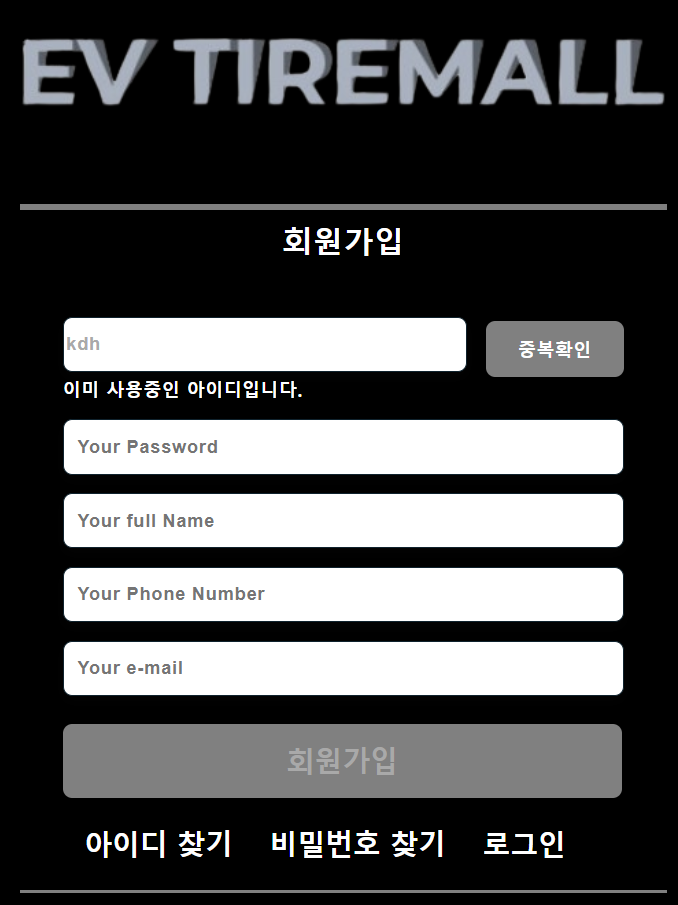 EV TIREMALL
회원가입
kdh
중복확인
이미 사용중인 아이디입니다.
Your Password
Your full Name
Your Phone Number
Your e-mail
회원가입
아이디 찾기 비밀번호 찾기 로그인